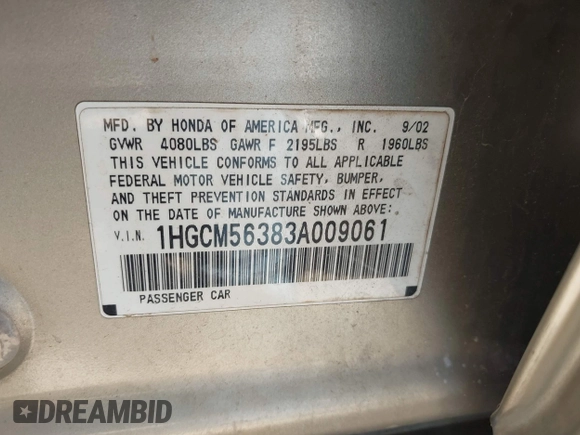 MFD. BY HONDA OF AMERICA MFG., INC. 9/02
GVWR 4080LBS GAWR F 2195LBS R 1960LBS
THIS VEHICLE CONFORMS TO ALL APPLICABLE
FEDERAL MOTOR VEHICLE SAFETY, BUMPER,
AND THEFT PREVENTION STANDARDS IN EFFECT
ON THE DATE OF MANUFACTURE SHOWN ABOVE:
V.I.N. 1HGCM56383A009061
PASSENGER CAR
DREAMBID